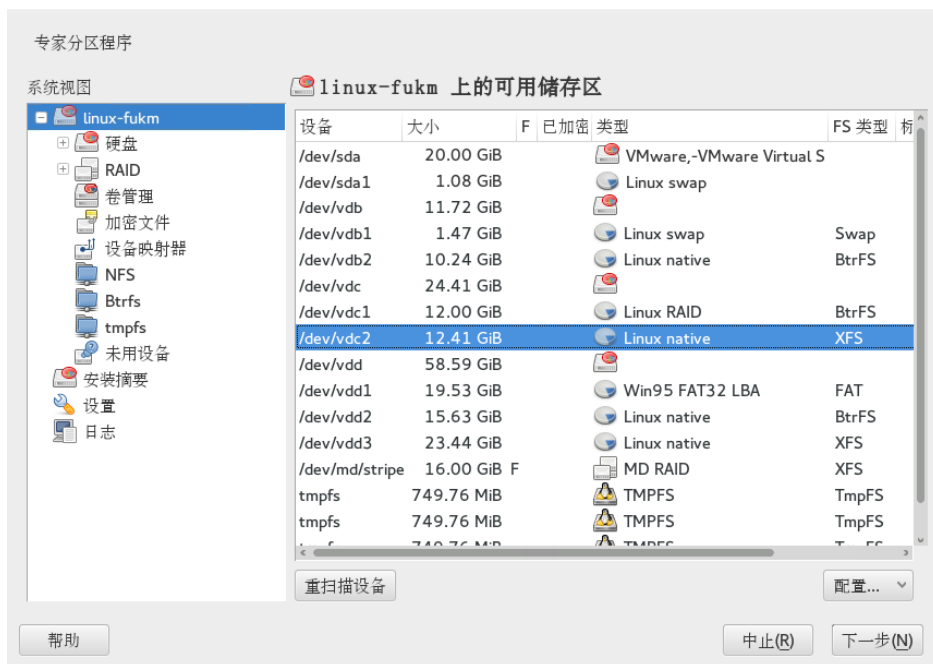 专家分区程序
系统视图
linux-fukm
硬盘
RAID
卷管理
加密文件
设备映射器
NFS
Btrfs
tmpfs
未用设备
安装摘要
设置
日志
linux-fukm 上的可用储存区
设备 大小 F 已加密 类型 FS 类型 标
/dev/sda 20.00 GiB VMware,-VMware Virtual S
/dev/sda1 1.08 GiB Linux swap
/dev/vdb 11.72 GiB
/dev/vdb1 1.47 GiB Linux swap Swap
/dev/vdb2 10.24 GiB Linux native BtrFS
/dev/vdc 24.41 GiB
/dev/vdc1 12.00 GiB Linux RAID BtrFS
/dev/vdc2 12.41 GiB Linux native XFS
/dev/vdd 58.59 GiB
/dev/vdd1 19.53 GiB Win95 FAT32 LBA FAT
/dev/vdd2 15.63 GiB Linux native BtrFS
/dev/vdd3 23.44 GiB Linux native XFS
/dev/md/stripe 16.00 GiB F MD RAID XFS
tmpfs 749.76 MiB TMPFS TmpFS
tmpfs 749.76 MiB TMPFS TmpFS
重扫描设备
配置...
帮助
中止(R)
下一步(N)